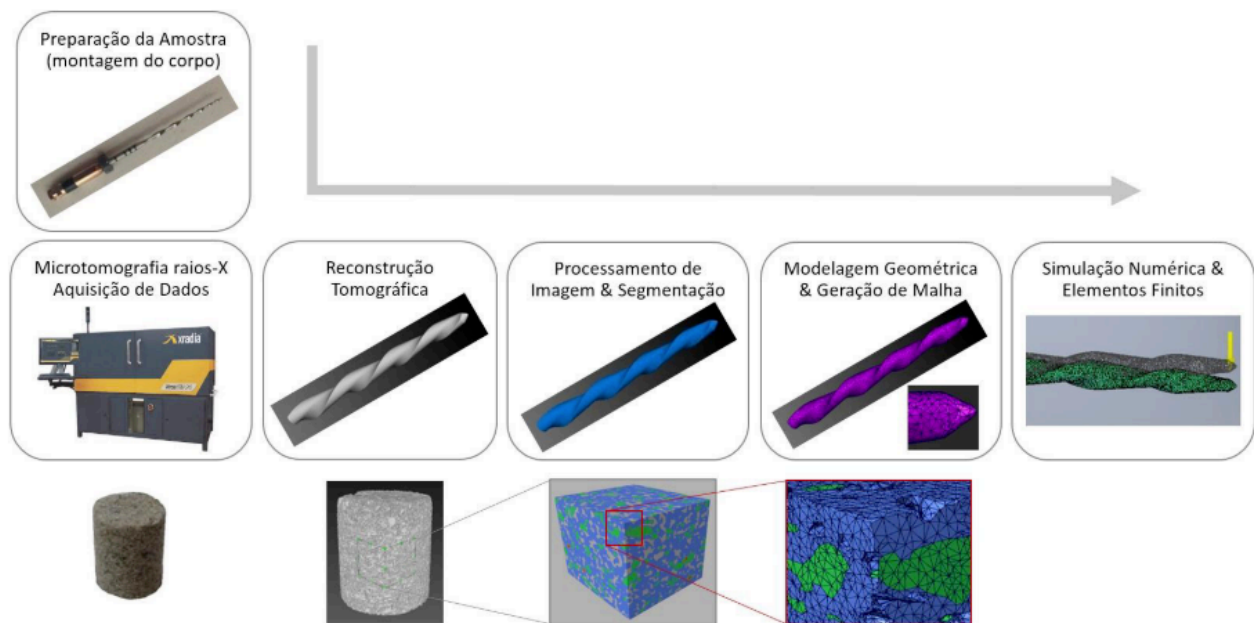 Preparação da Amostra
(montagem do corpo)
Microtomografia raios-X
Aquisição de Dados
xradia
Reconstrução
Tomográfica
Processamento de
Imagem & Segmentação
Modelagem Geométrica
& Geração de Malha
Simulação Numérica &
Elementos Finitos